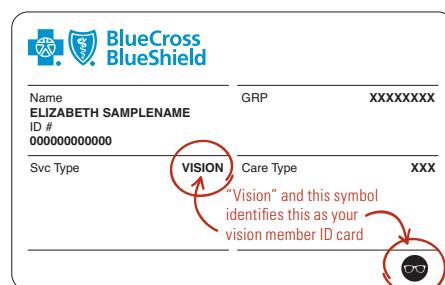 BlueCross
BlueShield
Name
ELIZABETH SAMPLENAME
ID #
000000000000
GRP XXXXXXXX
Svc Type VISION
Care Type XXX
"Vision" and this symbol
identifies this as your
vision member ID card